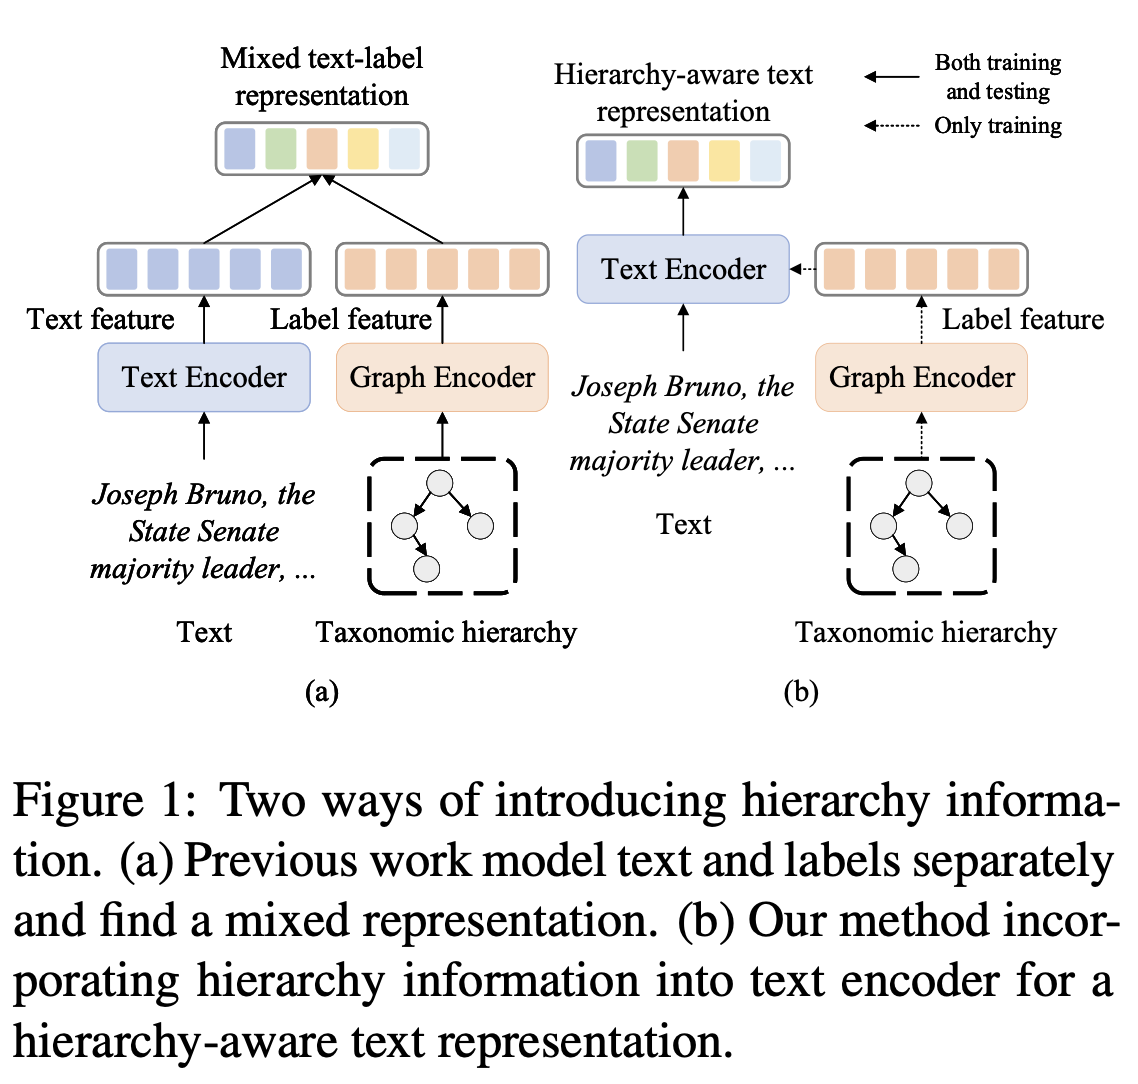 Mixed text-label
representation
Text feature
Label feature
Text Encoder
Graph Encoder
Joseph Bruno, the
State Senate
majority leader, ...
Text
Taxonomic hierarchy
(a)
Hierarchy-aware text
representation
Both training
and testing
Only training
Text Encoder
Label feature
Graph Encoder
Joseph Bruno, the
State Senate
majority leader, ...
Text
Taxonomic hierarchy
(b)
Figure 1: Two ways of introducing hierarchy informa-
tion. (a) Previous work model text and labels separately
and find a mixed representation. (b) Our method incor-
porating hierarchy information into text encoder for a
hierarchy-aware text representation.